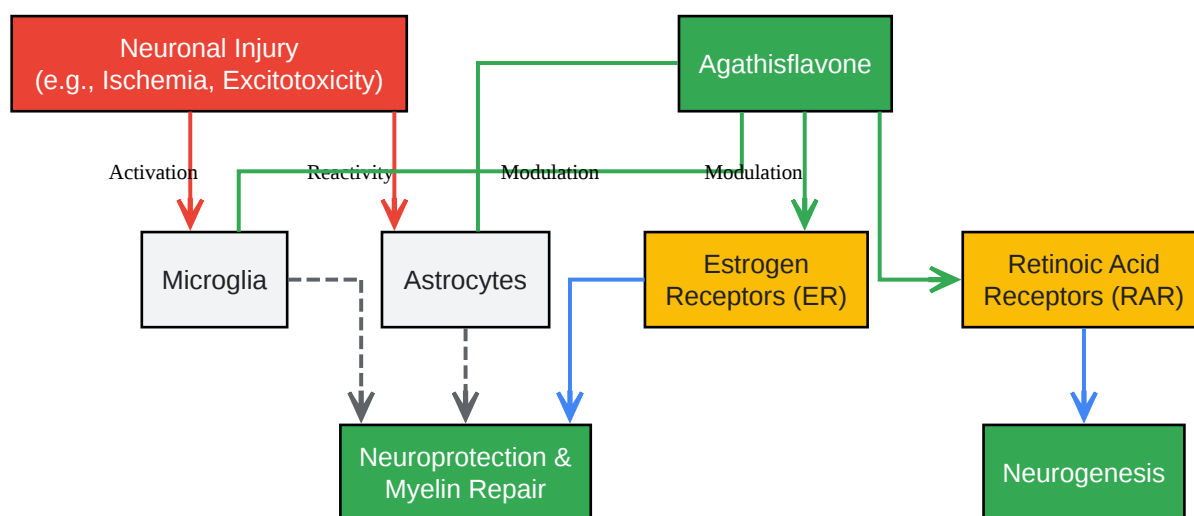 Neuronal Injury
(e.g., Ischemia, Excitotoxicity)
Agathisflavone
Activation
Reactivity
Modulation
Modulation
Microglia
Astrocytes
Estrogen
Receptors (ER)
Retinoic Acid
Receptors (RAR)
Neuroprotection &
Myelin Repair
Neurogenesis